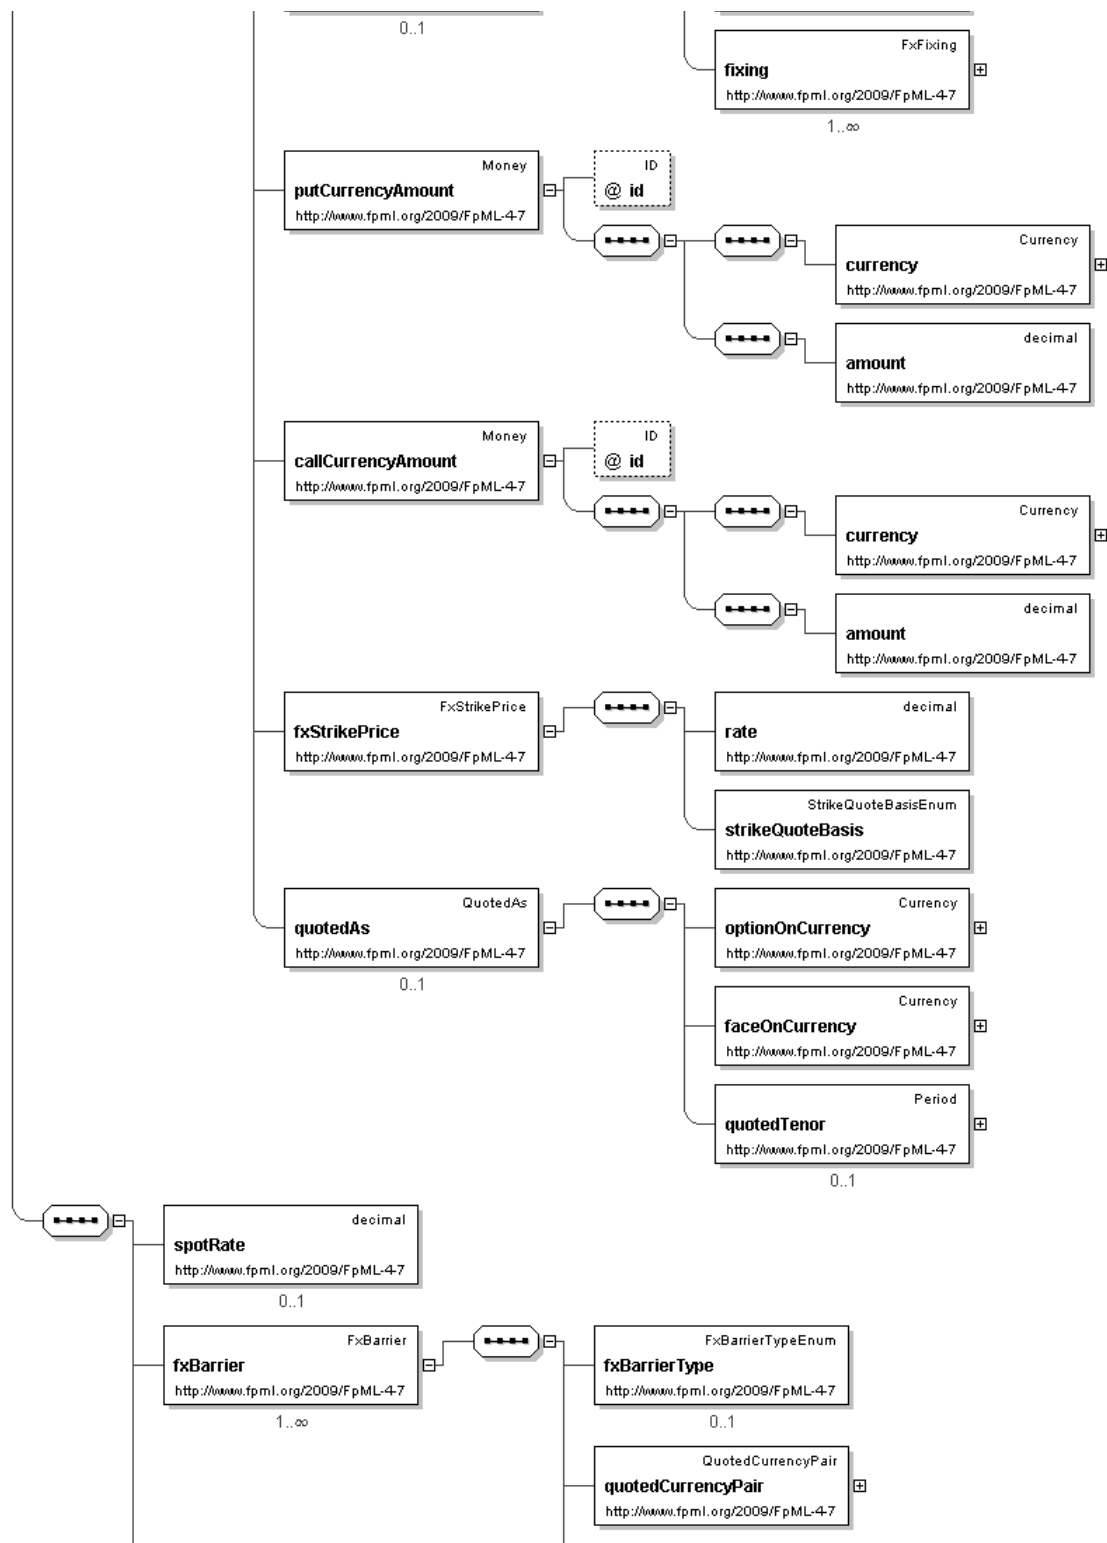 0..1
FxFixing
fixing
http://www.fpml.org/2009/FpML-4-7
1..∞
Money
putCurrencyAmount
http://www.fpml.org/2009/FpML-4-7
ID
@ id
Currency
currency
http://www.fpml.org/2009/FpML-4-7
decimal
amount
http://www.fpml.org/2009/FpML-4-7
Money
callCurrencyAmount
http://www.fpml.org/2009/FpML-4-7
ID
@ id
Currency
currency
http://www.fpml.org/2009/FpML-4-7
decimal
amount
http://www.fpml.org/2009/FpML-4-7
FxStrikePrice
fxStrikePrice
http://www.fpml.org/2009/FpML-4-7
decimal
rate
http://www.fpml.org/2009/FpML-4-7
StrikeQuoteBasisEnum
strikeQuoteBasis
http://www.fpml.org/2009/FpML-4-7
QuotedAs
quotedAs
http://www.fpml.org/2009/FpML-4-7
0..1
Currency
optionOnCurrency
http://www.fpml.org/2009/FpML-4-7
Currency
faceOnCurrency
http://www.fpml.org/2009/FpML-4-7
Period
quotedTenor
http://www.fpml.org/2009/FpML-4-7
0..1
decimal
spotRate
http://www.fpml.org/2009/FpML-4-7
0..1
FxBarrier
fxBarrier
http://www.fpml.org/2009/FpML-4-7
1..∞
FxBarrierTypeEnum
fxBarrierType
http://www.fpml.org/2009/FpML-4-7
0..1
QuotedCurrencyPair
quotedCurrencyPair
http://www.fpml.org/2009/FpML-4-7